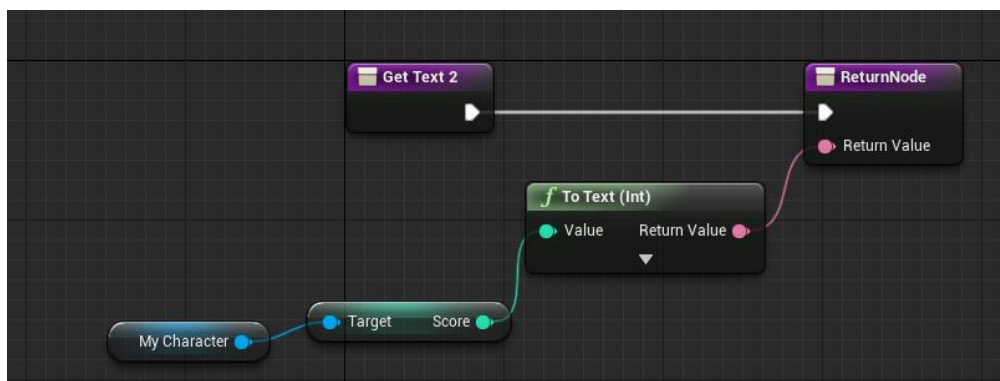 Get Text 2
ReturnNode
Return Value
f To Text (Int)
Value Return Value
Target Score
My Character